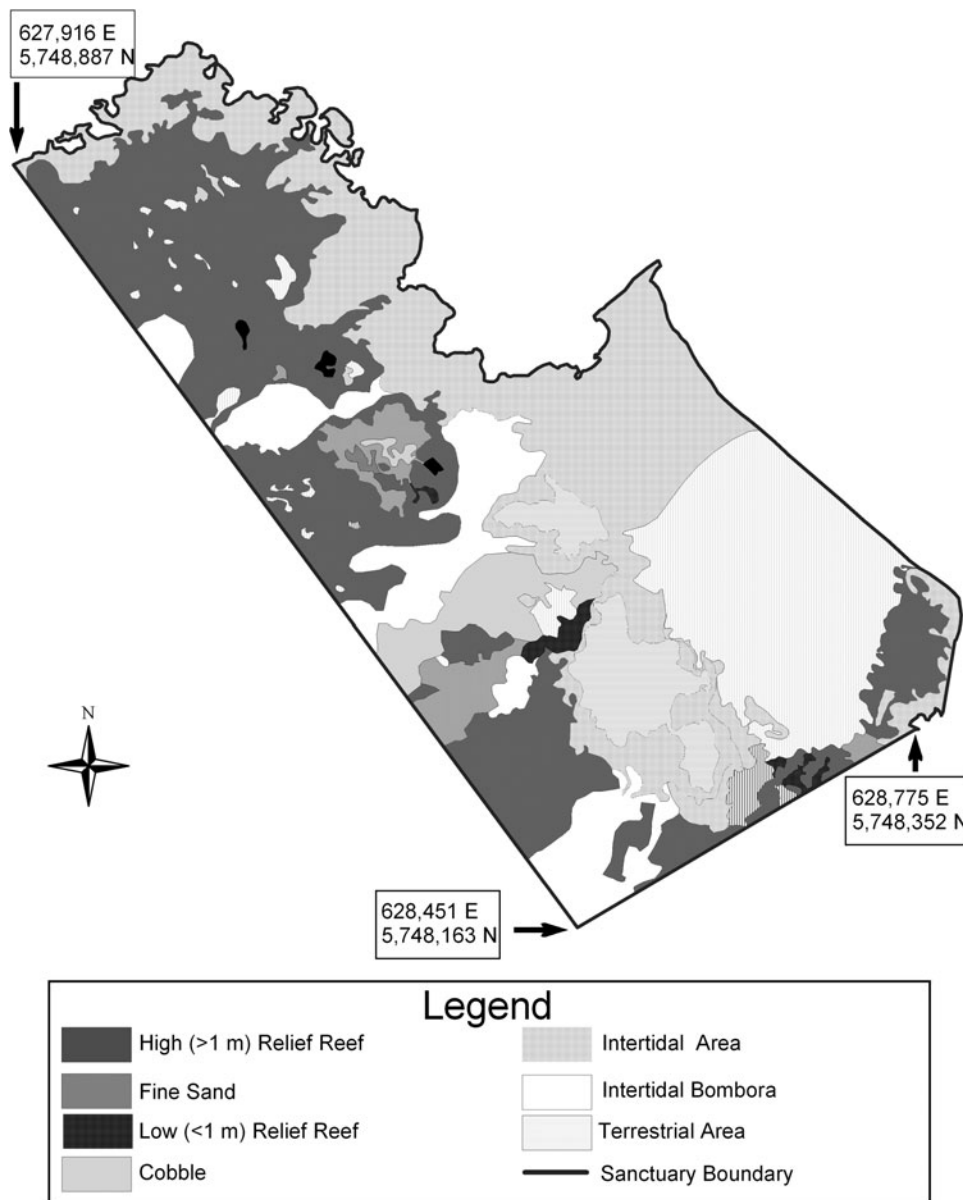 627,916 E
5,748,887 N
N
628,775 E
5,748,352 N
628,451 E
5,748,163 N
Legend
High (>1 m) Relief Reef
Fine Sand
Low (<1 m) Relief Reef
Cobble
Intertidal Area
Intertidal Bombora
Terrestrial Area
Sanctuary Boundary